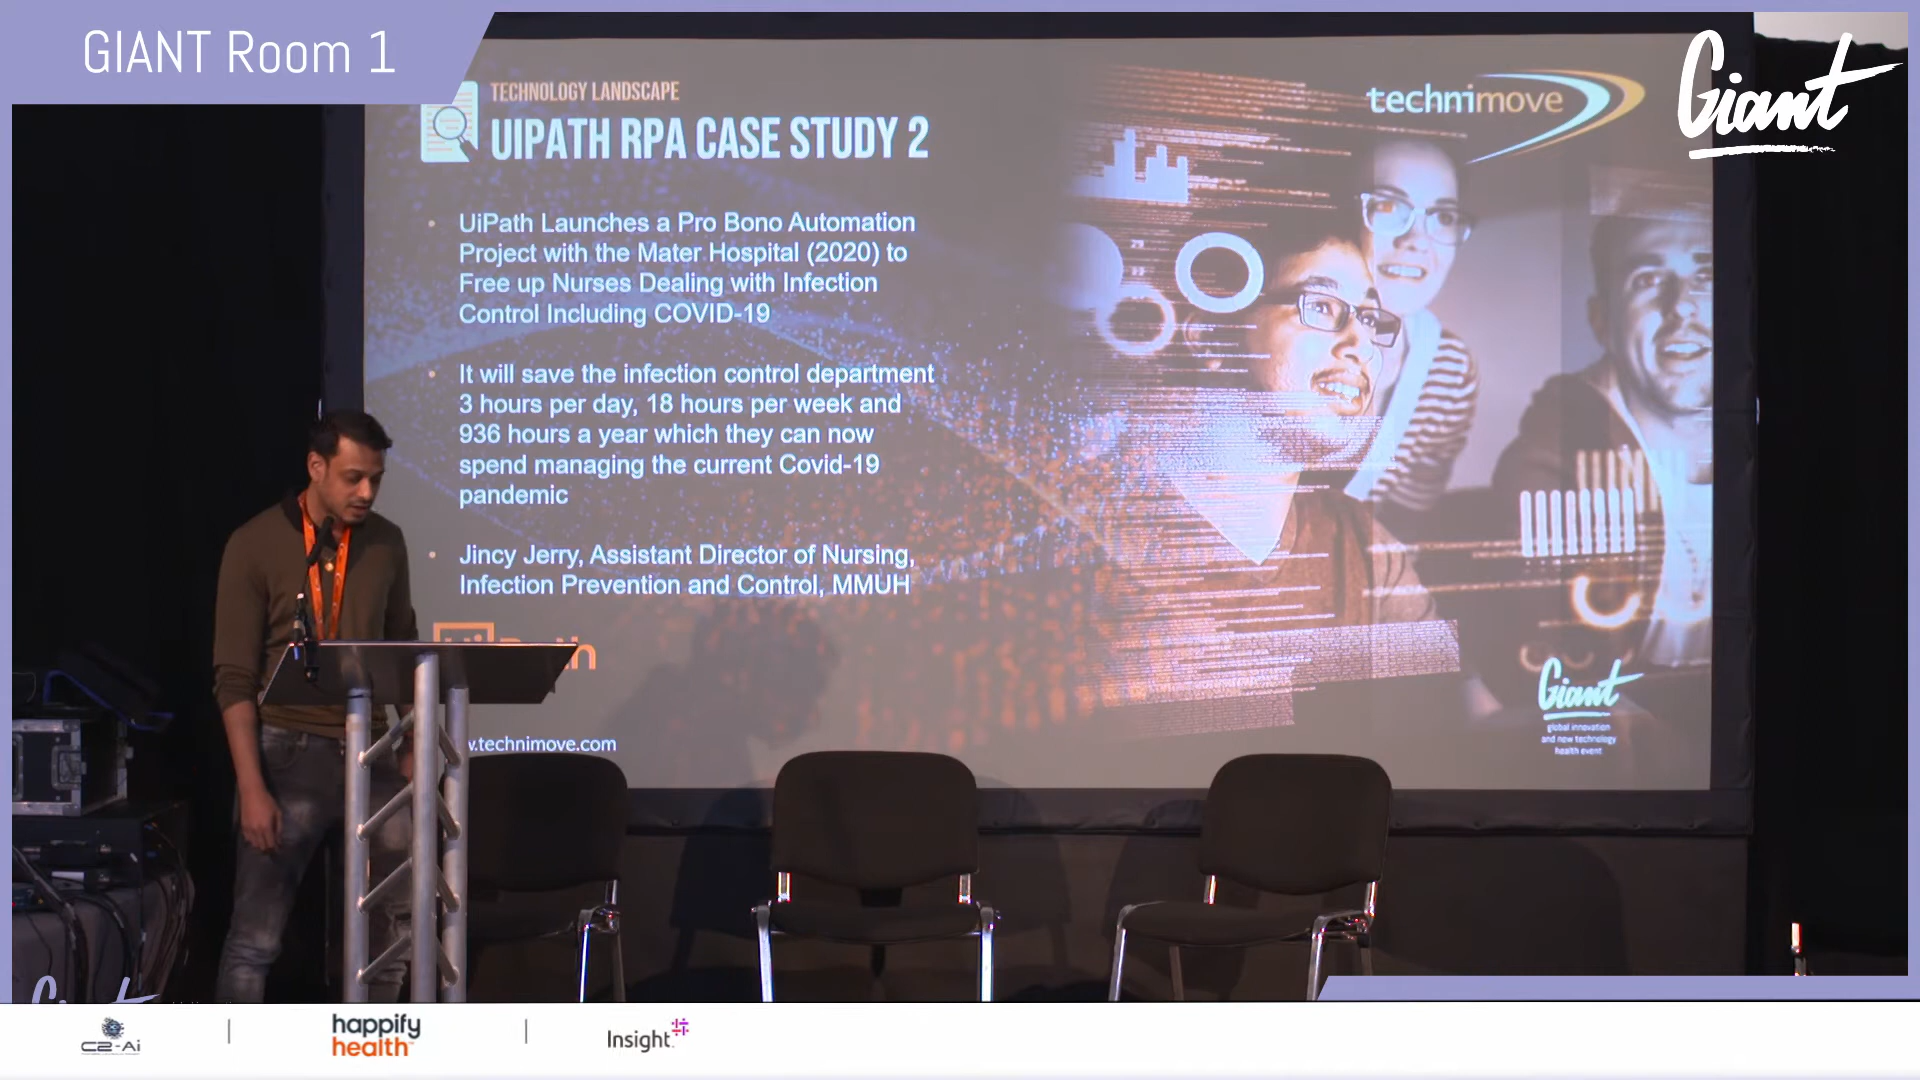 GIANT Room 1
Giant
TECHNOLOGY LANDSCAPE
UIPATH RPA CASE STUDY 2
technimove
• UiPath Launches a Pro Bono Automation
Project with the Mater Hospital (2020) to
Free up Nurses Dealing with Infection
Control Including COVID-19
• It will save the infection control department
3 hours per day, 18 hours per week and
936 hours a year which they can now
spend managing the current Covid-19
pandemic
• Jincy Jerry, Assistant Director of Nursing,
Infection Prevention and Control, MMUH
.technimove.com
Giant
global innovation
and new technology
health event
C2-Ai
happify
health
Insight